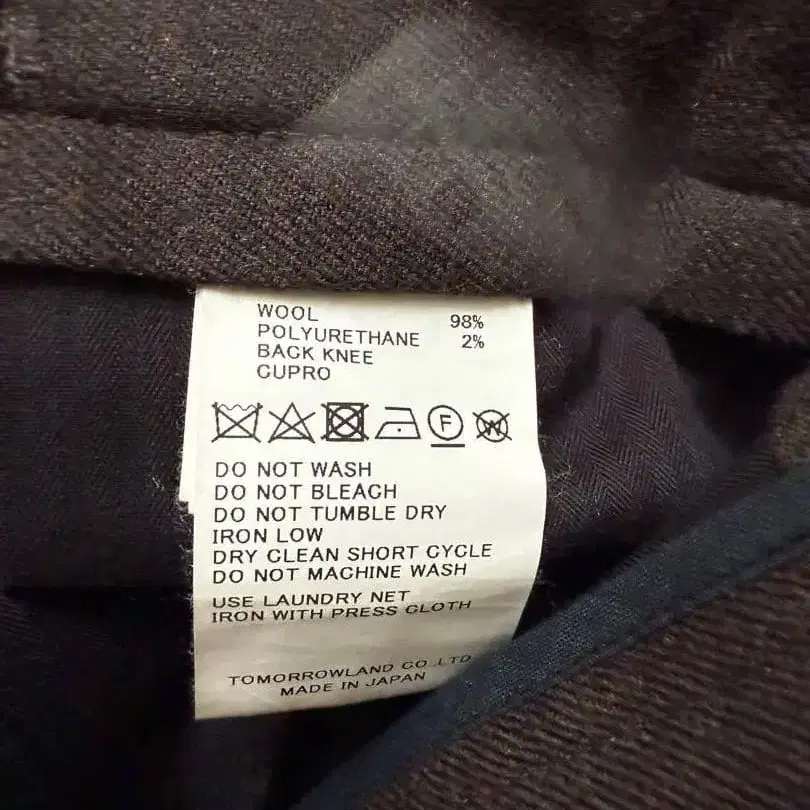 WOOL 98%
POLYURETHANE 2%
BACK KNEE
CUPRO
F W
DO NOT WASH
DO NOT BLEACH
DO NOT TUMBLE DRY
IRON LOW
DRY CLEAN SHORT CYCLE
DO NOT MACHINE WASH
USE LAUNDRY NET
IRON WITH PRESS CLOTH
TOMORROWLAND CO.,LTD
MADE IN JAPAN